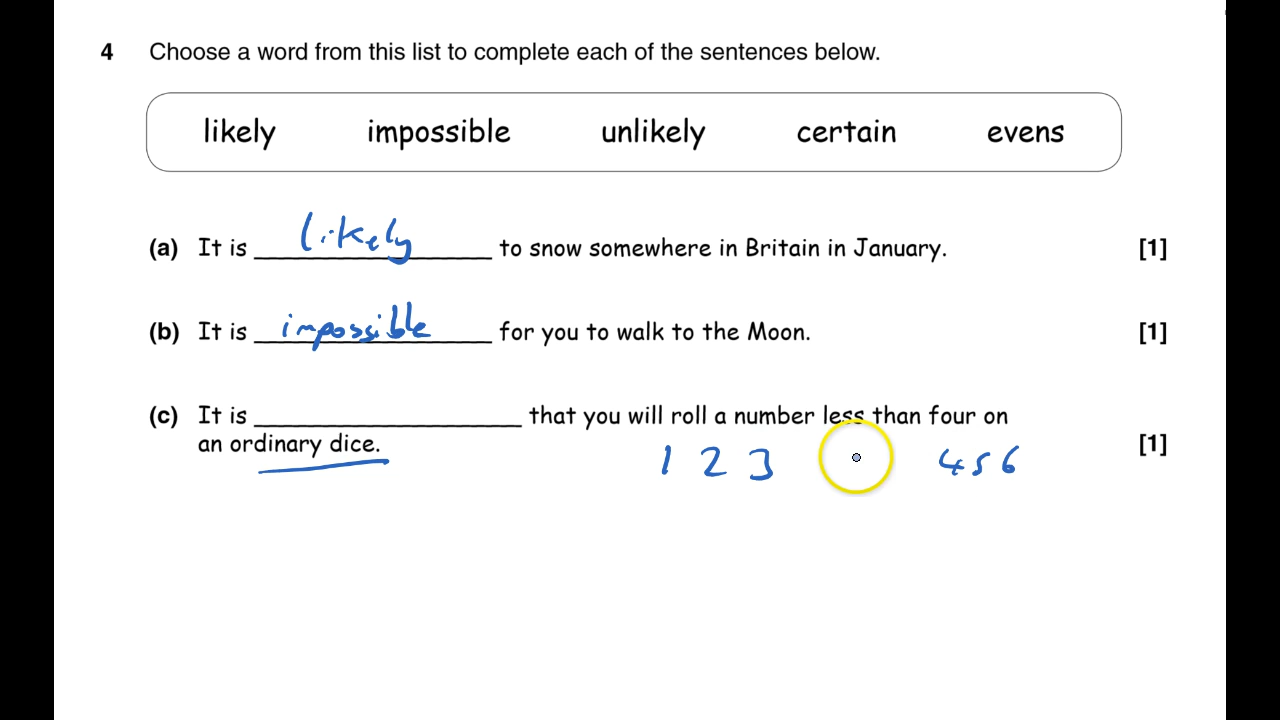 4 Choose a word from this list to complete each of the sentences below.
likely impossible unlikely certain evens
(a) It is likely to snow somewhere in Britain in January. [1]
(b) It is impossible for you to walk to the Moon. [1]
(c) It is ____________________ that you will roll a number less than four on
an ordinary dice. [1]
1 2 3 4 5 6